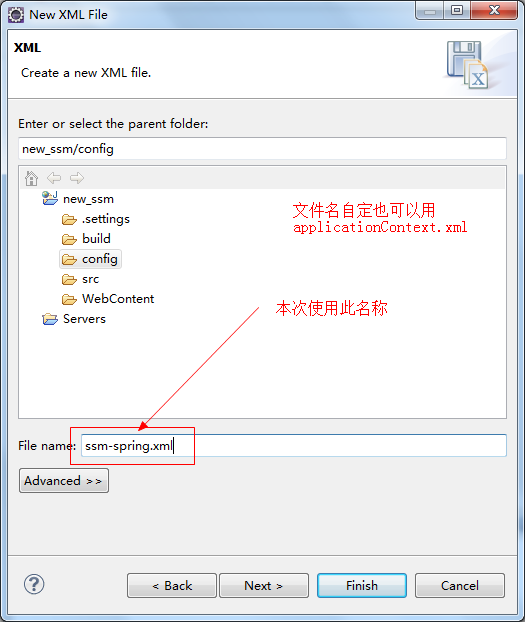 New XML File
XML
Create a new XML file.
Enter or select the parent folder:
new_ssm/config
new_ssm
.settings
build
config
src
WebContent
Servers
文件名自定也可以用
applicationContext.xml
本次使用此名称
File name: ssm-spring.xml
Advanced >>
? < Back Next > Finish Cancel